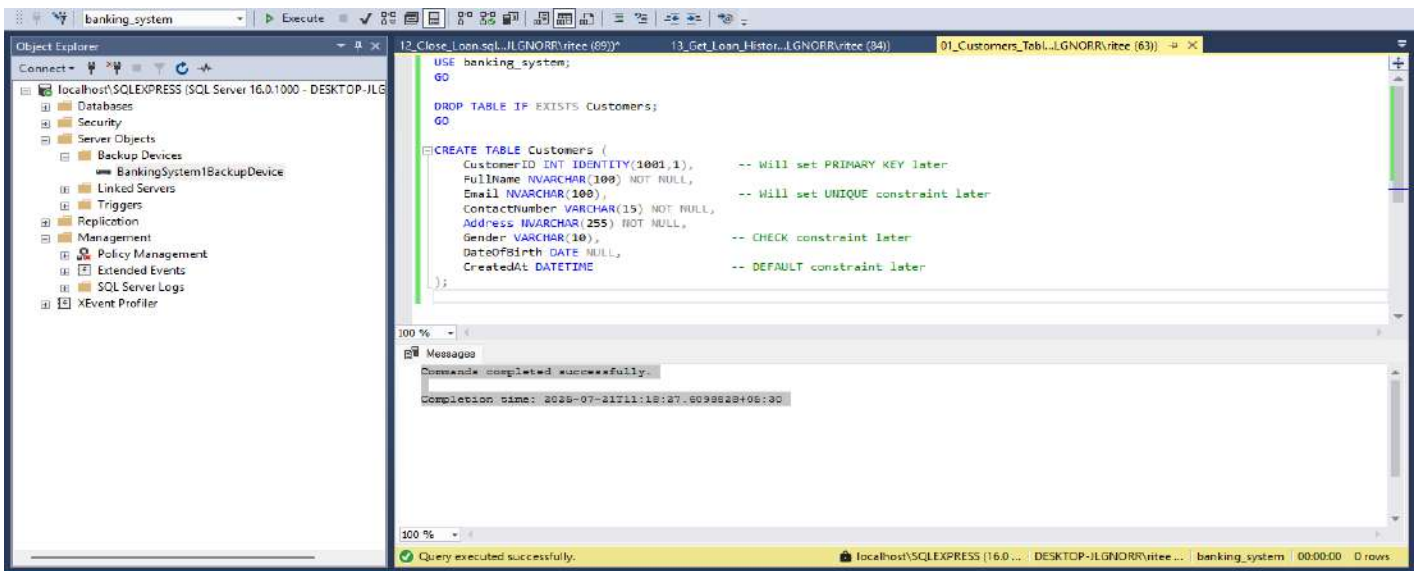 banking_system Execute
Object Explorer
Connect
localhost\SQLEXPRESS (SQL Server 16.0.1000 - DESKTOP-JLG
Databases
Security
Server Objects
Backup Devices
BankingSystem1BackupDevice
Linked Servers
Triggers
Replication
Management
Policy Management
Extended Events
SQL Server Logs
XEvent Profiler
12_Close_Loan.sql...JLGNORR\ritee (89))* 13_Get_Loan_Histor...LGNORR\ritee (84)) 01_Customers_Tabl...LGNORR\ritee (63))
USE banking_system;
GO
DROP TABLE IF EXISTS Customers;
GO
CREATE TABLE Customers (
CustomerID INT IDENTITY(1001,1), -- Will set PRIMARY KEY later
FullName NVARCHAR(100) NOT NULL,
Email NVARCHAR(100), -- Will set UNIQUE constraint later
ContactNumber VARCHAR(15) NOT NULL,
Address NVARCHAR(255) NOT NULL,
Gender VARCHAR(10), -- CHECK constraint later
DateOfBirth DATE NULL,
CreatedAt DATETIME -- DEFAULT constraint later
);
100 %
Messages
Commands completed successfully.
Completion time:
100 %
Query executed successfully. localhost\SQLEXPRESS (16.0 ... DESKTOP-JLGNORR\ritee ... banking_system 00:00:00 0 rows